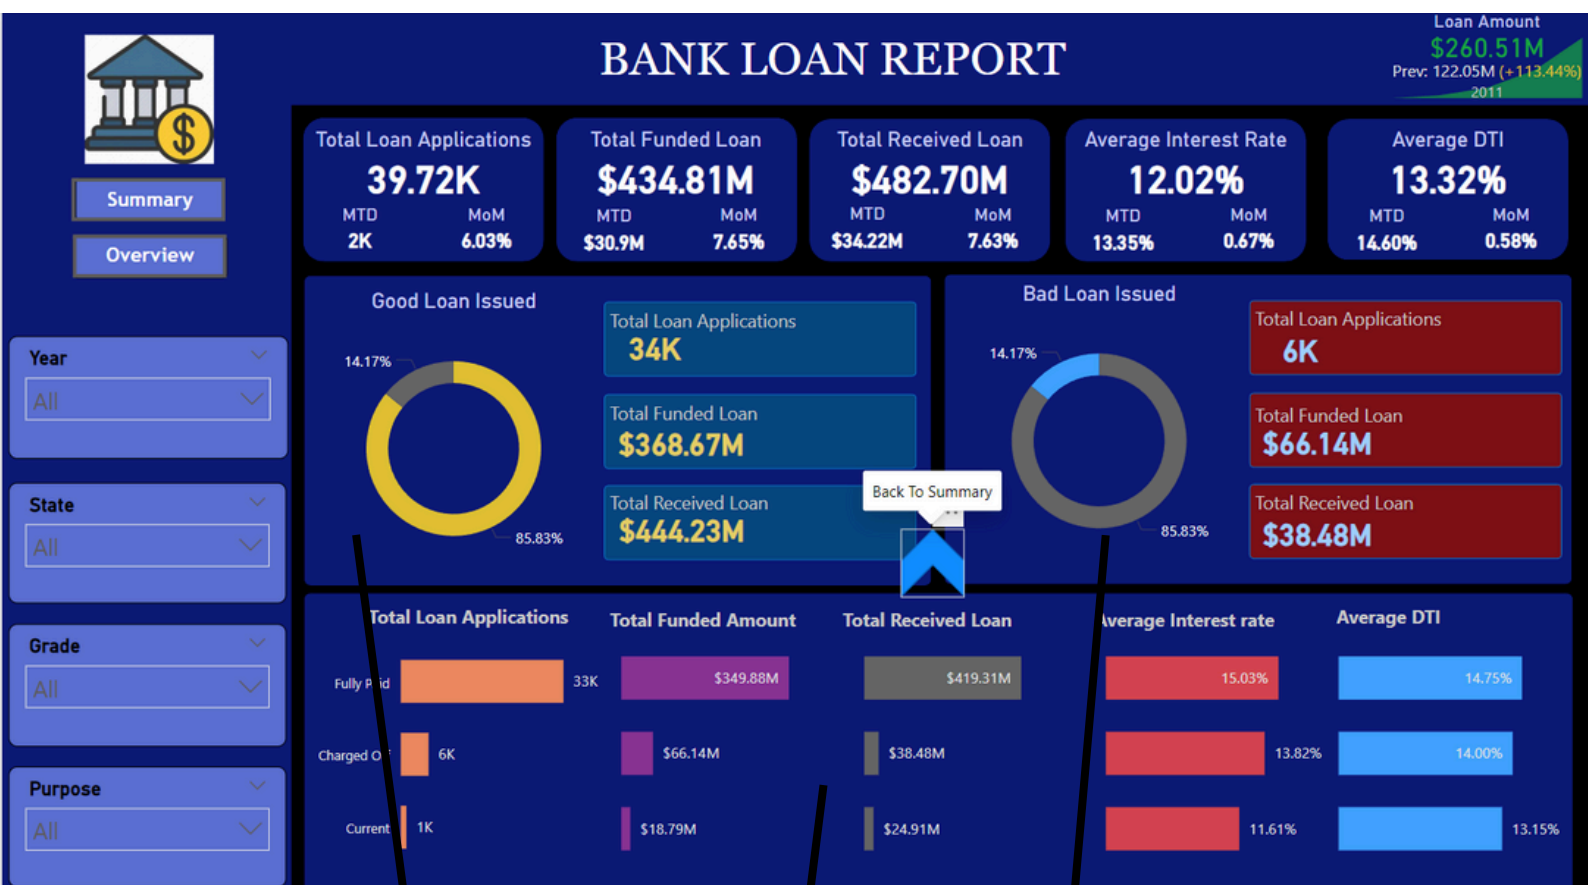 BANK LOAN REPORT
Loan Amount
$260.51M
Prev: 122.05M (+113.44%)
2011
Summary
Overview
Total Loan Applications
39.72K
MTD MoM
2K 6.03%
Total Funded Loan
$434.81M
MTD MoM
$30.9M 7.65%
Total Received Loan
$482.70M
MTD MoM
$34.22M 7.63%
Average Interest Rate
12.02%
MTD MoM
13.35% 0.67%
Average DTI
13.32%
MTD MoM
14.60% 0.58%
Year
All
State
All
Grade
All
Purpose
All
Good Loan Issued
14.17%
85.83%
Total Loan Applications
34K
Total Funded Loan
$368.67M
Total Received Loan
$444.23M
Back To Summary
Bad Loan Issued
14.17%
85.83%
Total Loan Applications
6K
Total Funded Loan
$66.14M
Total Received Loan
$38.48M
Total Loan Applications Total Funded Amount Total Received Loan Average Interest rate Average DTI
Fully Paid 33K $349.88M $419.31M 15.03% 14.75%
Charged Off 6K $66.14M $38.48M 13.82% 14.00%
Current 1K $18.79M $24.91M 11.61% 13.15%